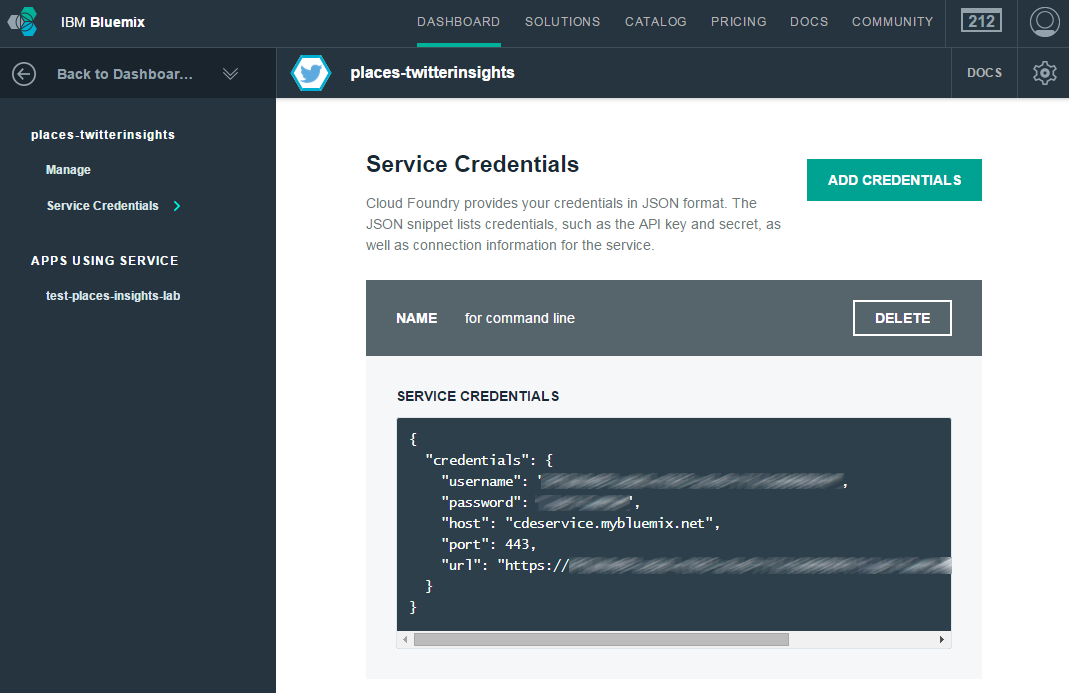 IBM Bluemix
DASHBOARD SOLUTIONS CATALOG PRICING DOCS COMMUNITY 212
Back to Dashboar...
places-twitterinsights DOCS
places-twitterinsights
Manage
Service Credentials
APPS USING SERVICE
test-places-insights-lab
Service Credentials
ADD CREDENTIALS
Cloud Foundry provides your credentials in JSON format. The
JSON snippet lists credentials, such as the API key and secret, as
well as connection information for the service.
NAME for command line DELETE
SERVICE CREDENTIALS
{
"credentials": {
"username": ",
"password": ",
"host": "cdeservice.mybluemix.net",
"port": 443,
"url": "https://
}
}